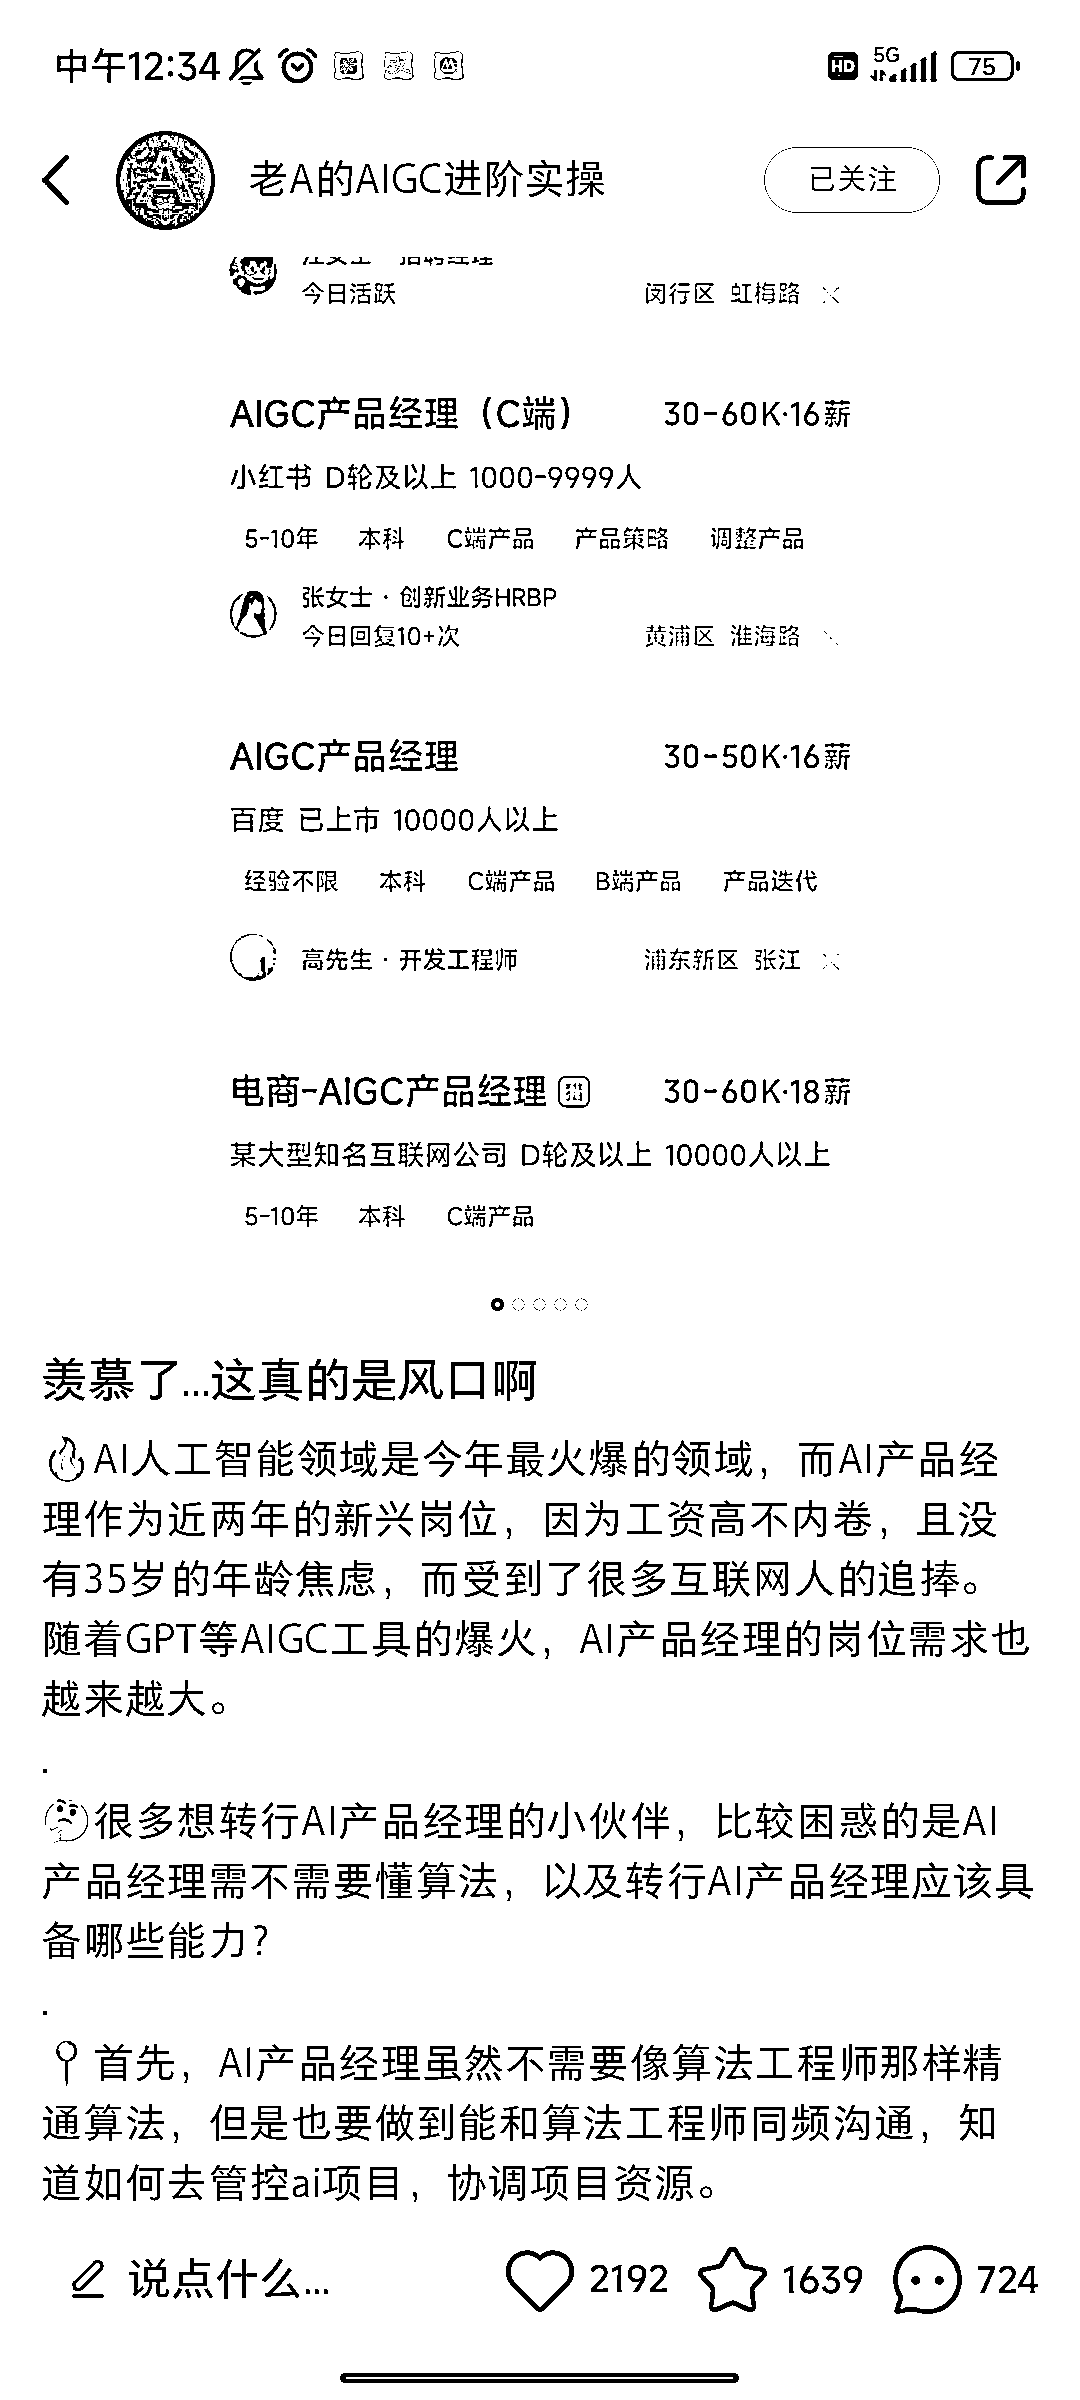 中午12:34
HD 5G 75
老A的AIGC进阶实操 已关注
江女士 · 招聘经理
今日活跃 闵行区 虹梅路
AIGC产品经理（C端） 30-60K·16薪
小红书 D轮及以上 1000-9999人
5-10年 本科 C端产品 产品策略 调整产品
张女士 · 创新业务HRBP
今日回复10+次 黄浦区 淮海路
AIGC产品经理 30-50K·16薪
百度 已上市 10000人以上
经验不限 本科 C端产品 B端产品 产品迭代
高先生 · 开发工程师 浦东新区 张江
电商-AIGC产品经理 猎 30-60K·18薪
某大型知名互联网公司 D轮及以上 10000人以上
5-10年 本科 C端产品
羡慕了...这真的是风口啊
🔥AI人工智能领域是今年最火爆的领域，而AI产品经
理作为近两年的新兴岗位，因为工资高不内卷，且没
有35岁的年龄焦虑，而受到了很多互联网人的追捧。
随着GPT等AIGC工具的爆火，AI产品经理的岗位需求也
越来越大。
.
🤔很多想转行AI产品经理的小伙伴，比较困惑的是AI
产品经理需不需要懂算法，以及转行AI产品经理应该具
备哪些能力？
.
📍首先，AI产品经理虽然不需要像算法工程师那样精
通算法，但是也要做到能和算法工程师同频沟通，知
道如何去管控ai项目，协调项目资源。
说点什么... 2192 1639 724